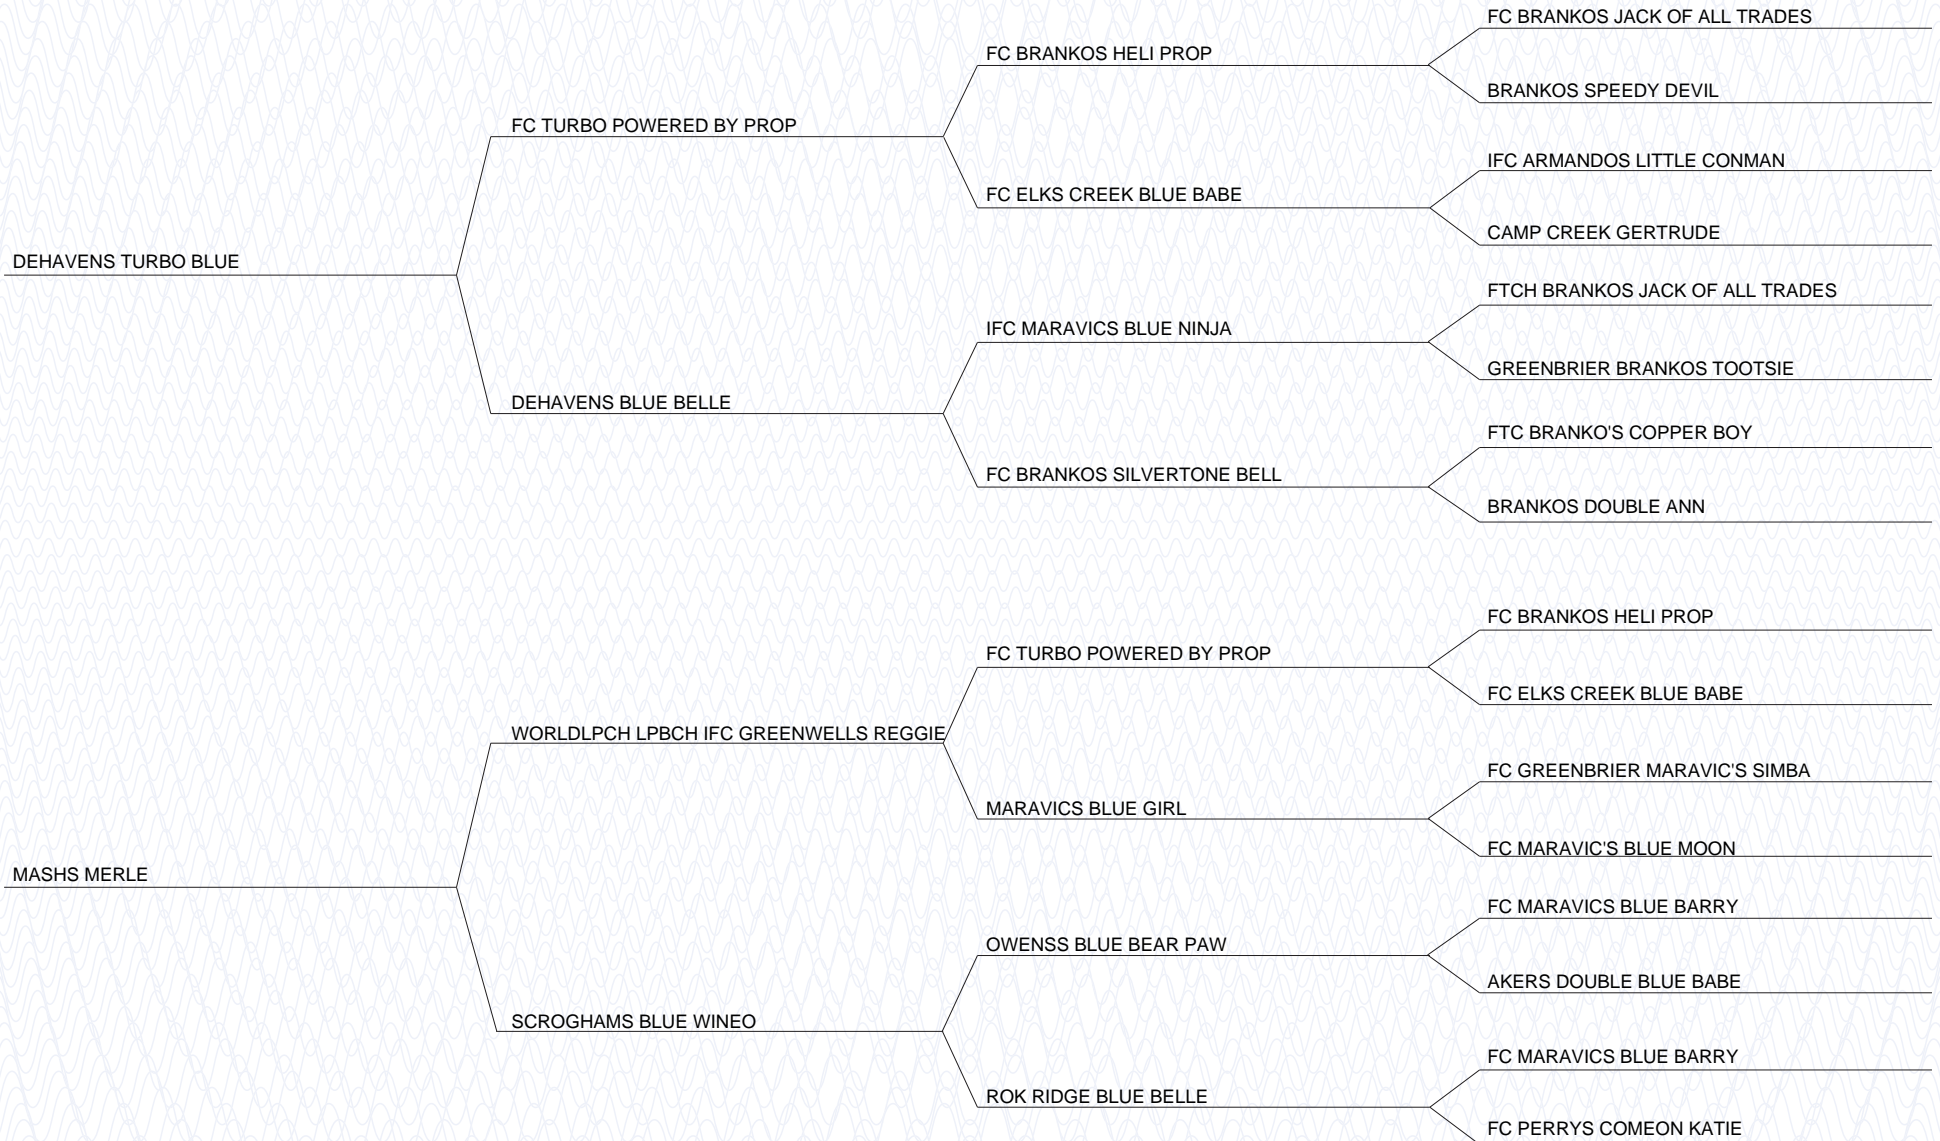 FC BRANKOS JACK OF ALL TRADES
FC BRANKOS HELI PROP
BRANKOS SPEEDY DEVIL
FC TURBO POWERED BY PROP
IFC ARMANDOS LITTLE CONMAN
FC ELKS CREEK BLUE BABE
CAMP CREEK GERTRUDE
DEHAVENS TURBO BLUE
FTCH BRANKOS JACK OF ALL TRADES
IFC MARAVICS BLUE NINJA
GREENBRIER BRANKOS TOOTSIE
DEHAVENS BLUE BELLE
FTC BRANKO'S COPPER BOY
FC BRANKOS SILVERTONE BELL
BRANKOS DOUBLE ANN
FC BRANKOS HELI PROP
FC TURBO POWERED BY PROP
FC ELKS CREEK BLUE BABE
WORLDLPCH LPBCH IFC GREENWELLS REGGIE
FC GREENBRIER MARAVIC'S SIMBA
MARAVICS BLUE GIRL
FC MARAVIC'S BLUE MOON
MASHS MERLE
FC MARAVICS BLUE BARRY
OWENSS BLUE BEAR PAW
AKERS DOUBLE BLUE BABE
SCROGHAMS BLUE WINEO
FC MARAVICS BLUE BARRY
ROK RIDGE BLUE BELLE
FC PERRYS COMEON KATIE